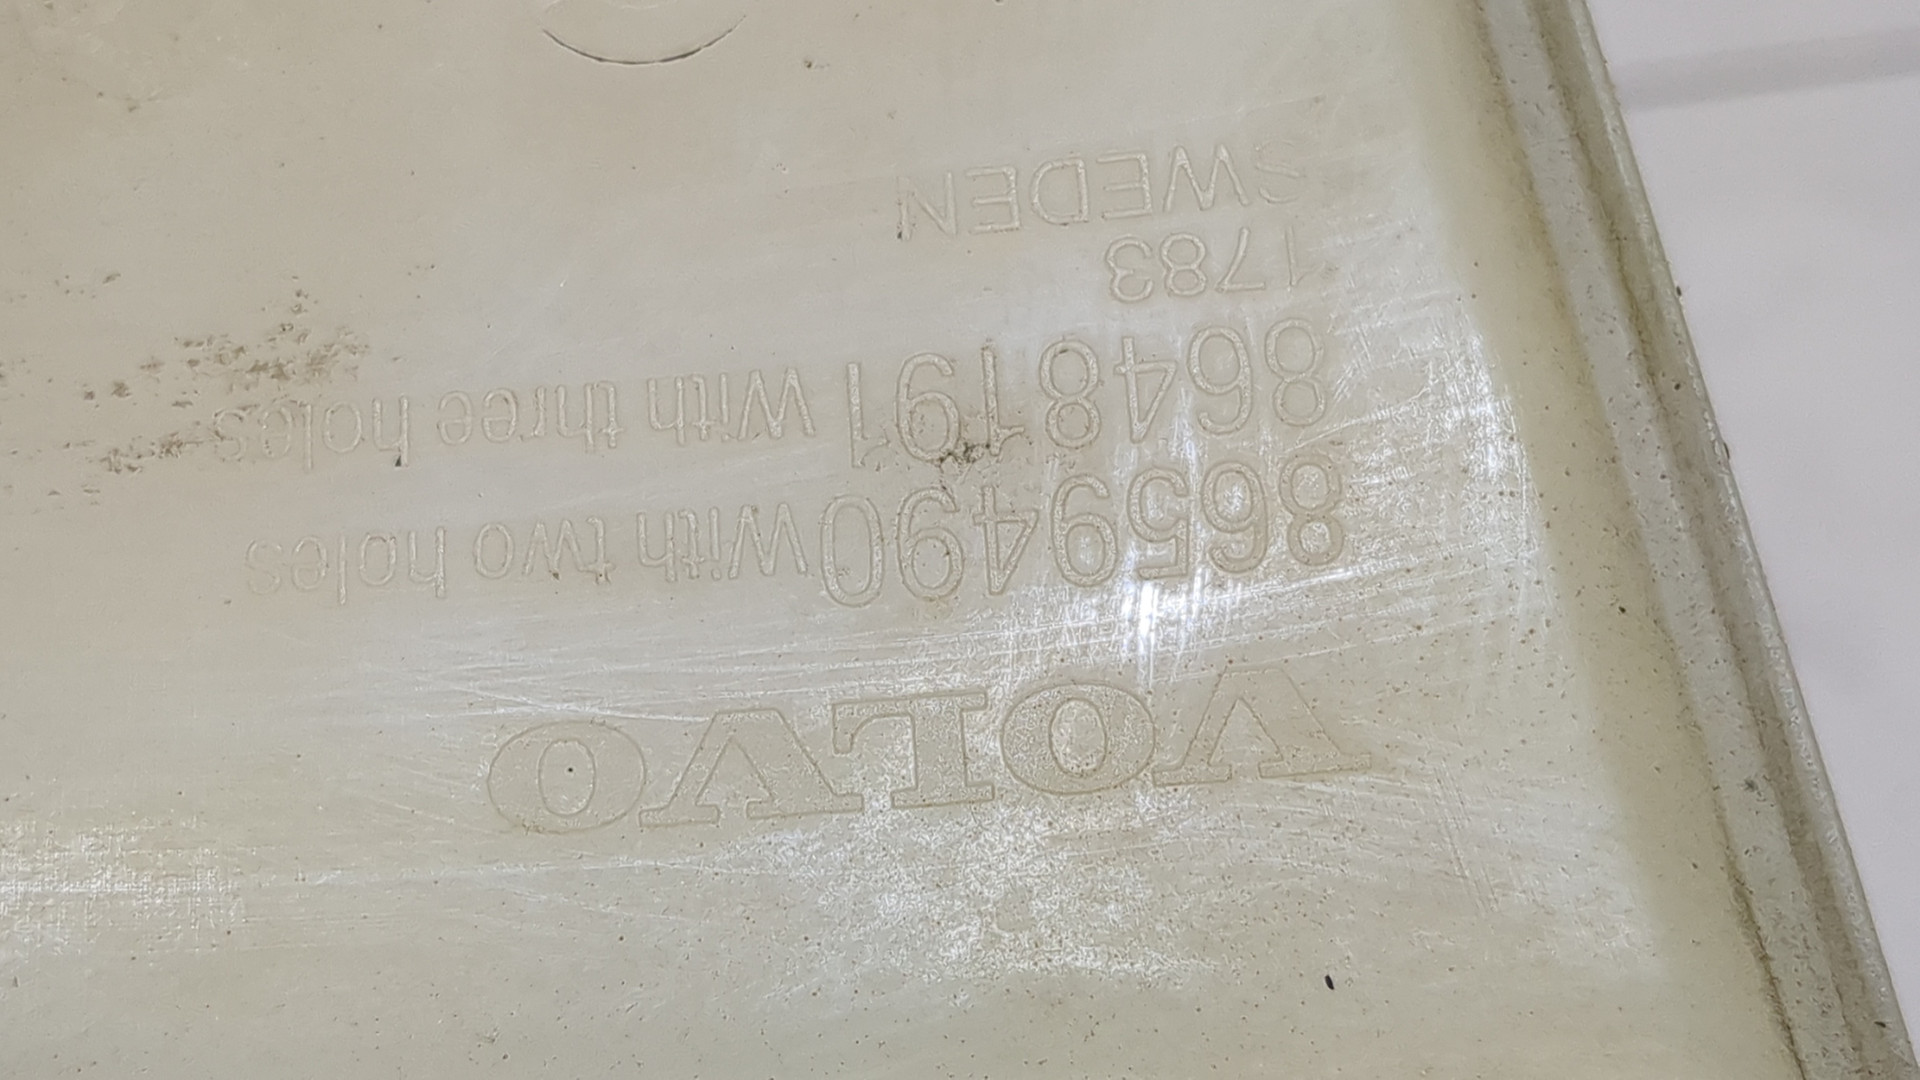 VOLVO
8659490 with two holes
8648191 with three holes
1783
SWEDEN